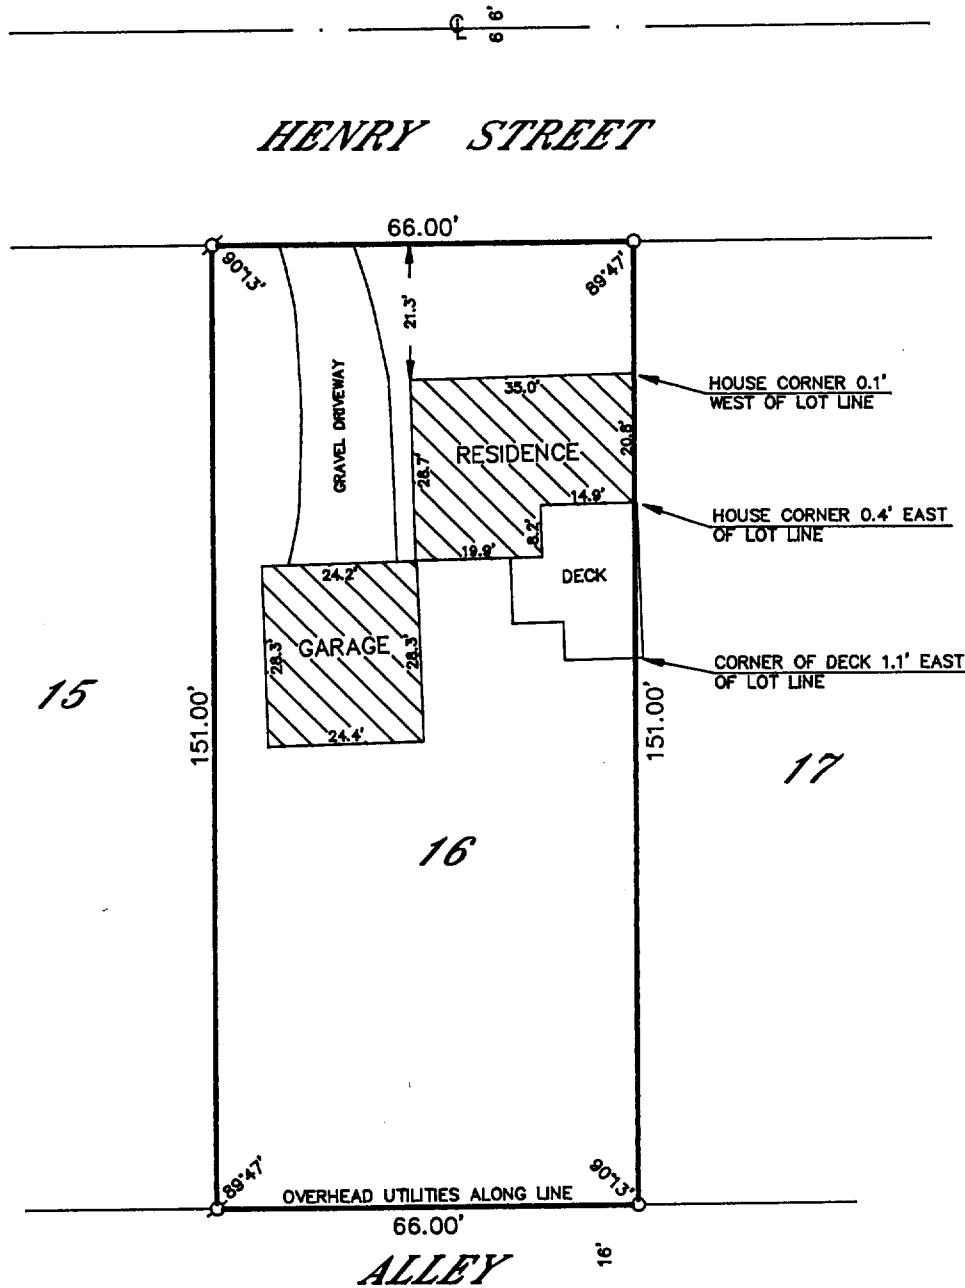 ℄
66'
HENRY STREET
66.00'
90°13'
89°47'
21.3'
GRAVEL DRIVEWAY
35.0'
HOUSE CORNER 0.1'
WEST OF LOT LINE
RESIDENCE
28.7'
20.8'
14.9'
8.2'
19.9'
HOUSE CORNER 0.4' EAST
OF LOT LINE
DECK
24.2'
GARAGE
28.3'
28.3'
24.4'
CORNER OF DECK 1.1' EAST
OF LOT LINE
15
151.00'
151.00'
17
16
89°47'
90°13'
OVERHEAD UTILITIES ALONG LINE
66.00'
ALLEY
16'